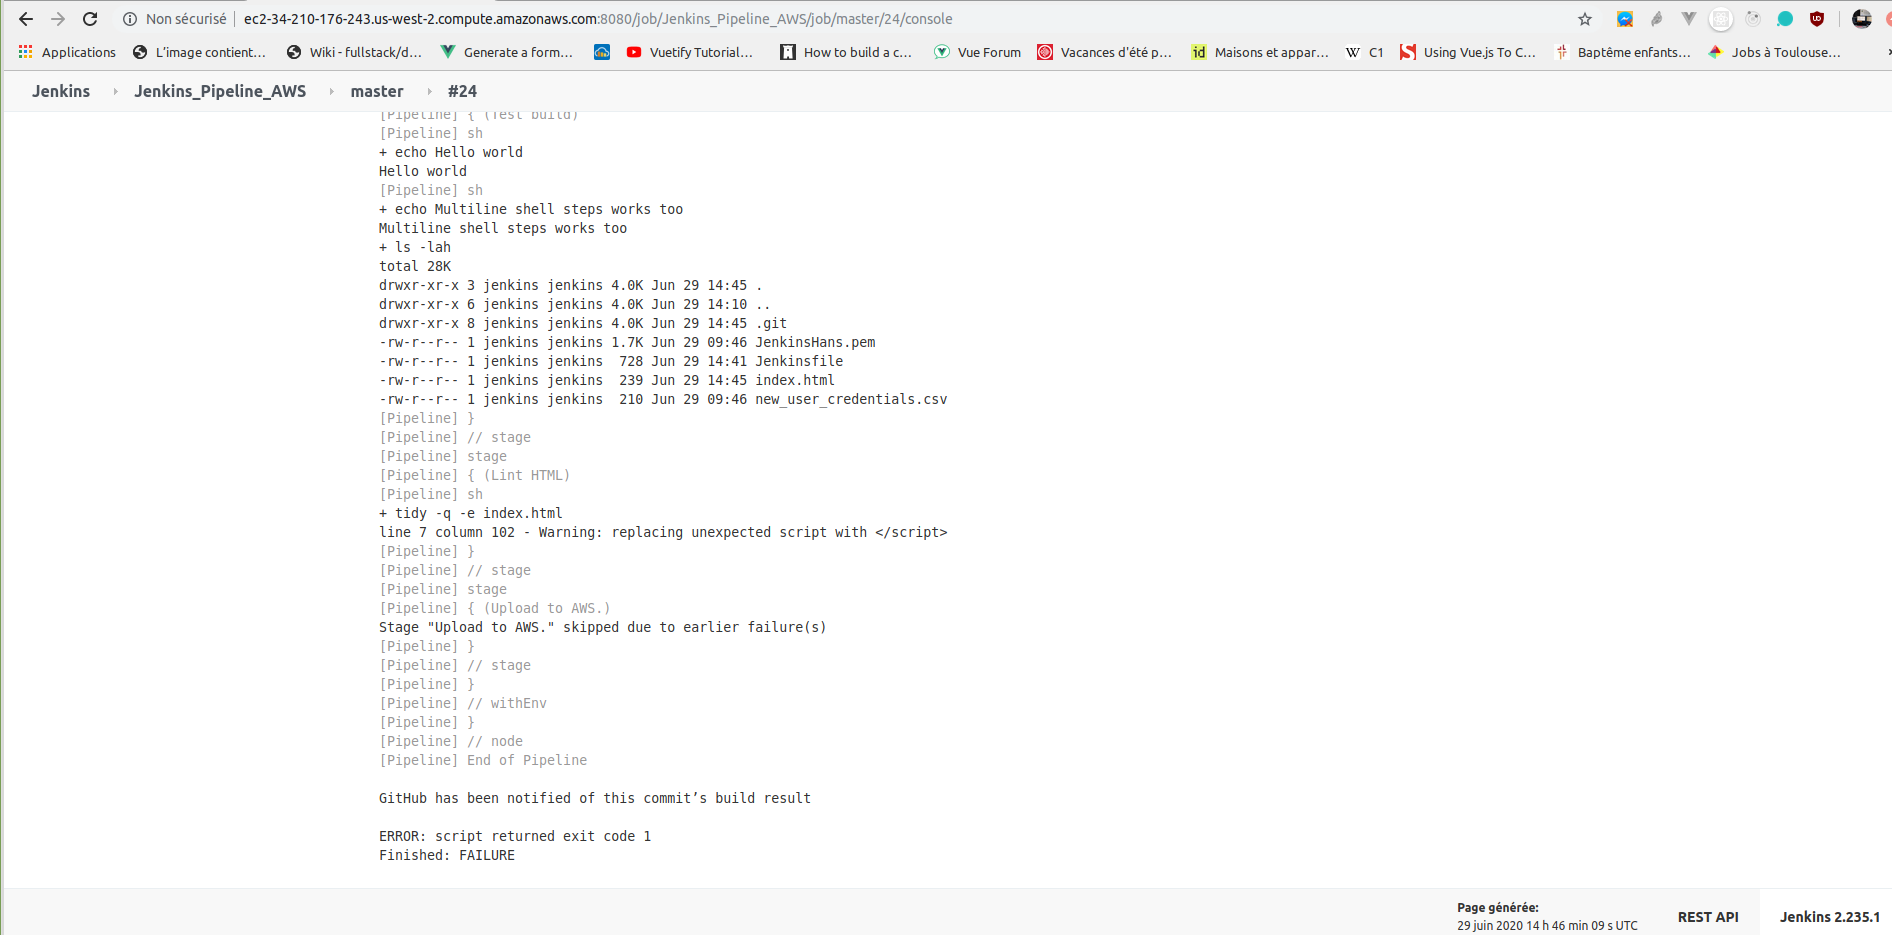 Non sécurisé ec2-34-210-176-243.us-west-2.compute.amazonaws.com:8080/job/Jenkins_Pipeline_AWS/job/master/24/console
Applications L'image contient... Wiki - fullstack/d... Generate a form... Vuetify Tutorial... How to build a c... Vue Forum Vacances d'été p... id Maisons et appar... W C1 Using Vue.js To C... Baptême enfants... Jobs à Toulouse...
Jenkins Jenkins_Pipeline_AWS master #24
[Pipeline] { (Test build)
[Pipeline] sh
+ echo Hello world
Hello world
[Pipeline] sh
+ echo Multiline shell steps works too
Multiline shell steps works too
+ ls -lah
total 28K
drwxr-xr-x 3 jenkins jenkins 4.0K Jun 29 14:45 .
drwxr-xr-x 6 jenkins jenkins 4.0K Jun 29 14:10 ..
drwxr-xr-x 8 jenkins jenkins 4.0K Jun 29 14:45 .git
-rw-r--r-- 1 jenkins jenkins 1.7K Jun 29 09:46 JenkinsHans.pem
-rw-r--r-- 1 jenkins jenkins  728 Jun 29 14:41 Jenkinsfile
-rw-r--r-- 1 jenkins jenkins  239 Jun 29 14:45 index.html
-rw-r--r-- 1 jenkins jenkins  210 Jun 29 09:46 new_user_credentials.csv
[Pipeline] }
[Pipeline] // stage
[Pipeline] stage
[Pipeline] { (Lint HTML)
[Pipeline] sh
+ tidy -q -e index.html
line 7 column 102 - Warning: replacing unexpected script with </script>
[Pipeline] }
[Pipeline] // stage
[Pipeline] stage
[Pipeline] { (Upload to AWS.)
Stage "Upload to AWS." skipped due to earlier failure(s)
[Pipeline] }
[Pipeline] // stage
[Pipeline] }
[Pipeline] // withEnv
[Pipeline] }
[Pipeline] // node
[Pipeline] End of Pipeline
GitHub has been notified of this commit’s build result
ERROR: script returned exit code 1
Finished: FAILURE
Page générée:
29 juin 2020 14 h 46 min 09 s UTC
REST API
Jenkins 2.235.1